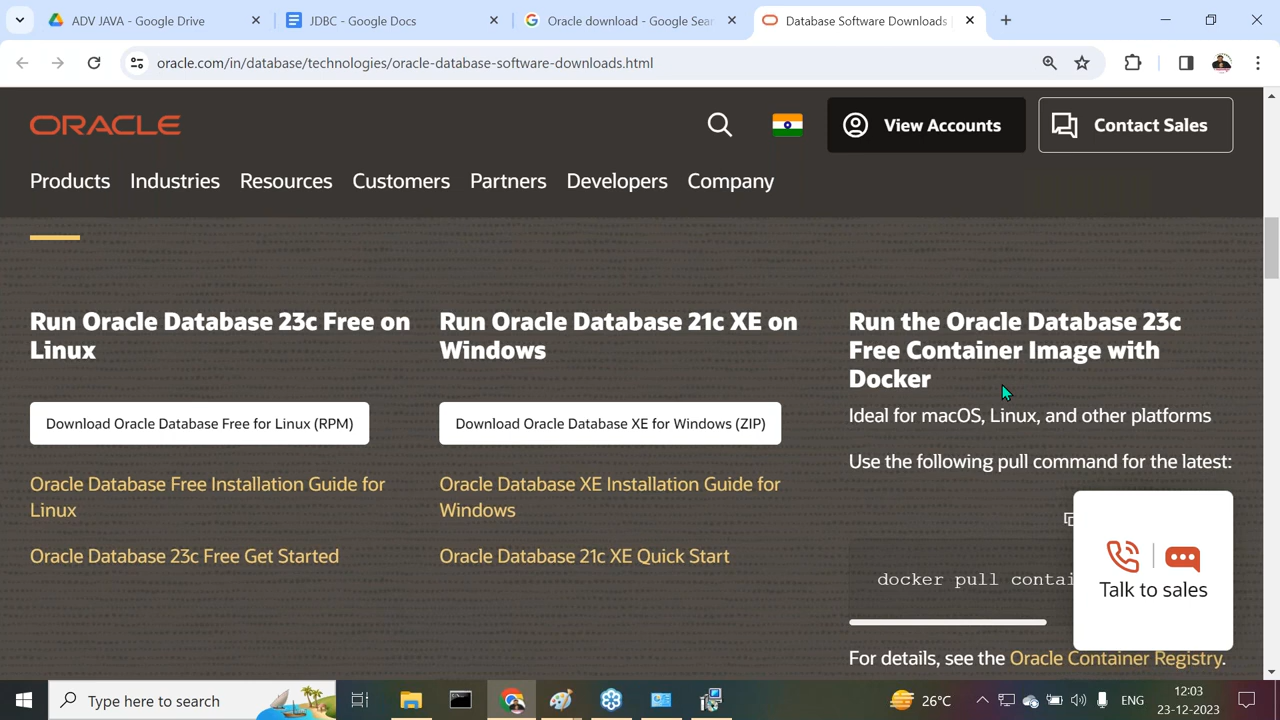 ADV JAVA - Google Drive
JDBC - Google Docs
Oracle download - Google Sear
Database Software Downloads |
oracle.com/in/database/technologies/oracle-database-software-downloads.html
ORACLE
View Accounts
Contact Sales
Products Industries Resources Customers Partners Developers Company
Run Oracle Database 23c Free on
Linux
Download Oracle Database Free for Linux (RPM)
Oracle Database Free Installation Guide for
Linux
Oracle Database 23c Free Get Started
Run Oracle Database 21c XE on
Windows
Download Oracle Database XE for Windows (ZIP)
Oracle Database XE Installation Guide for
Windows
Oracle Database 21c XE Quick Start
Run the Oracle Database 23c
Free Container Image with
Docker
Ideal for macOS, Linux, and other platforms
Use the following pull command for the latest:
docker pull contai
For details, see the Oracle Container Registry.
Talk to sales
Type here to search
26°C
ENG
12:03
23-12-2023